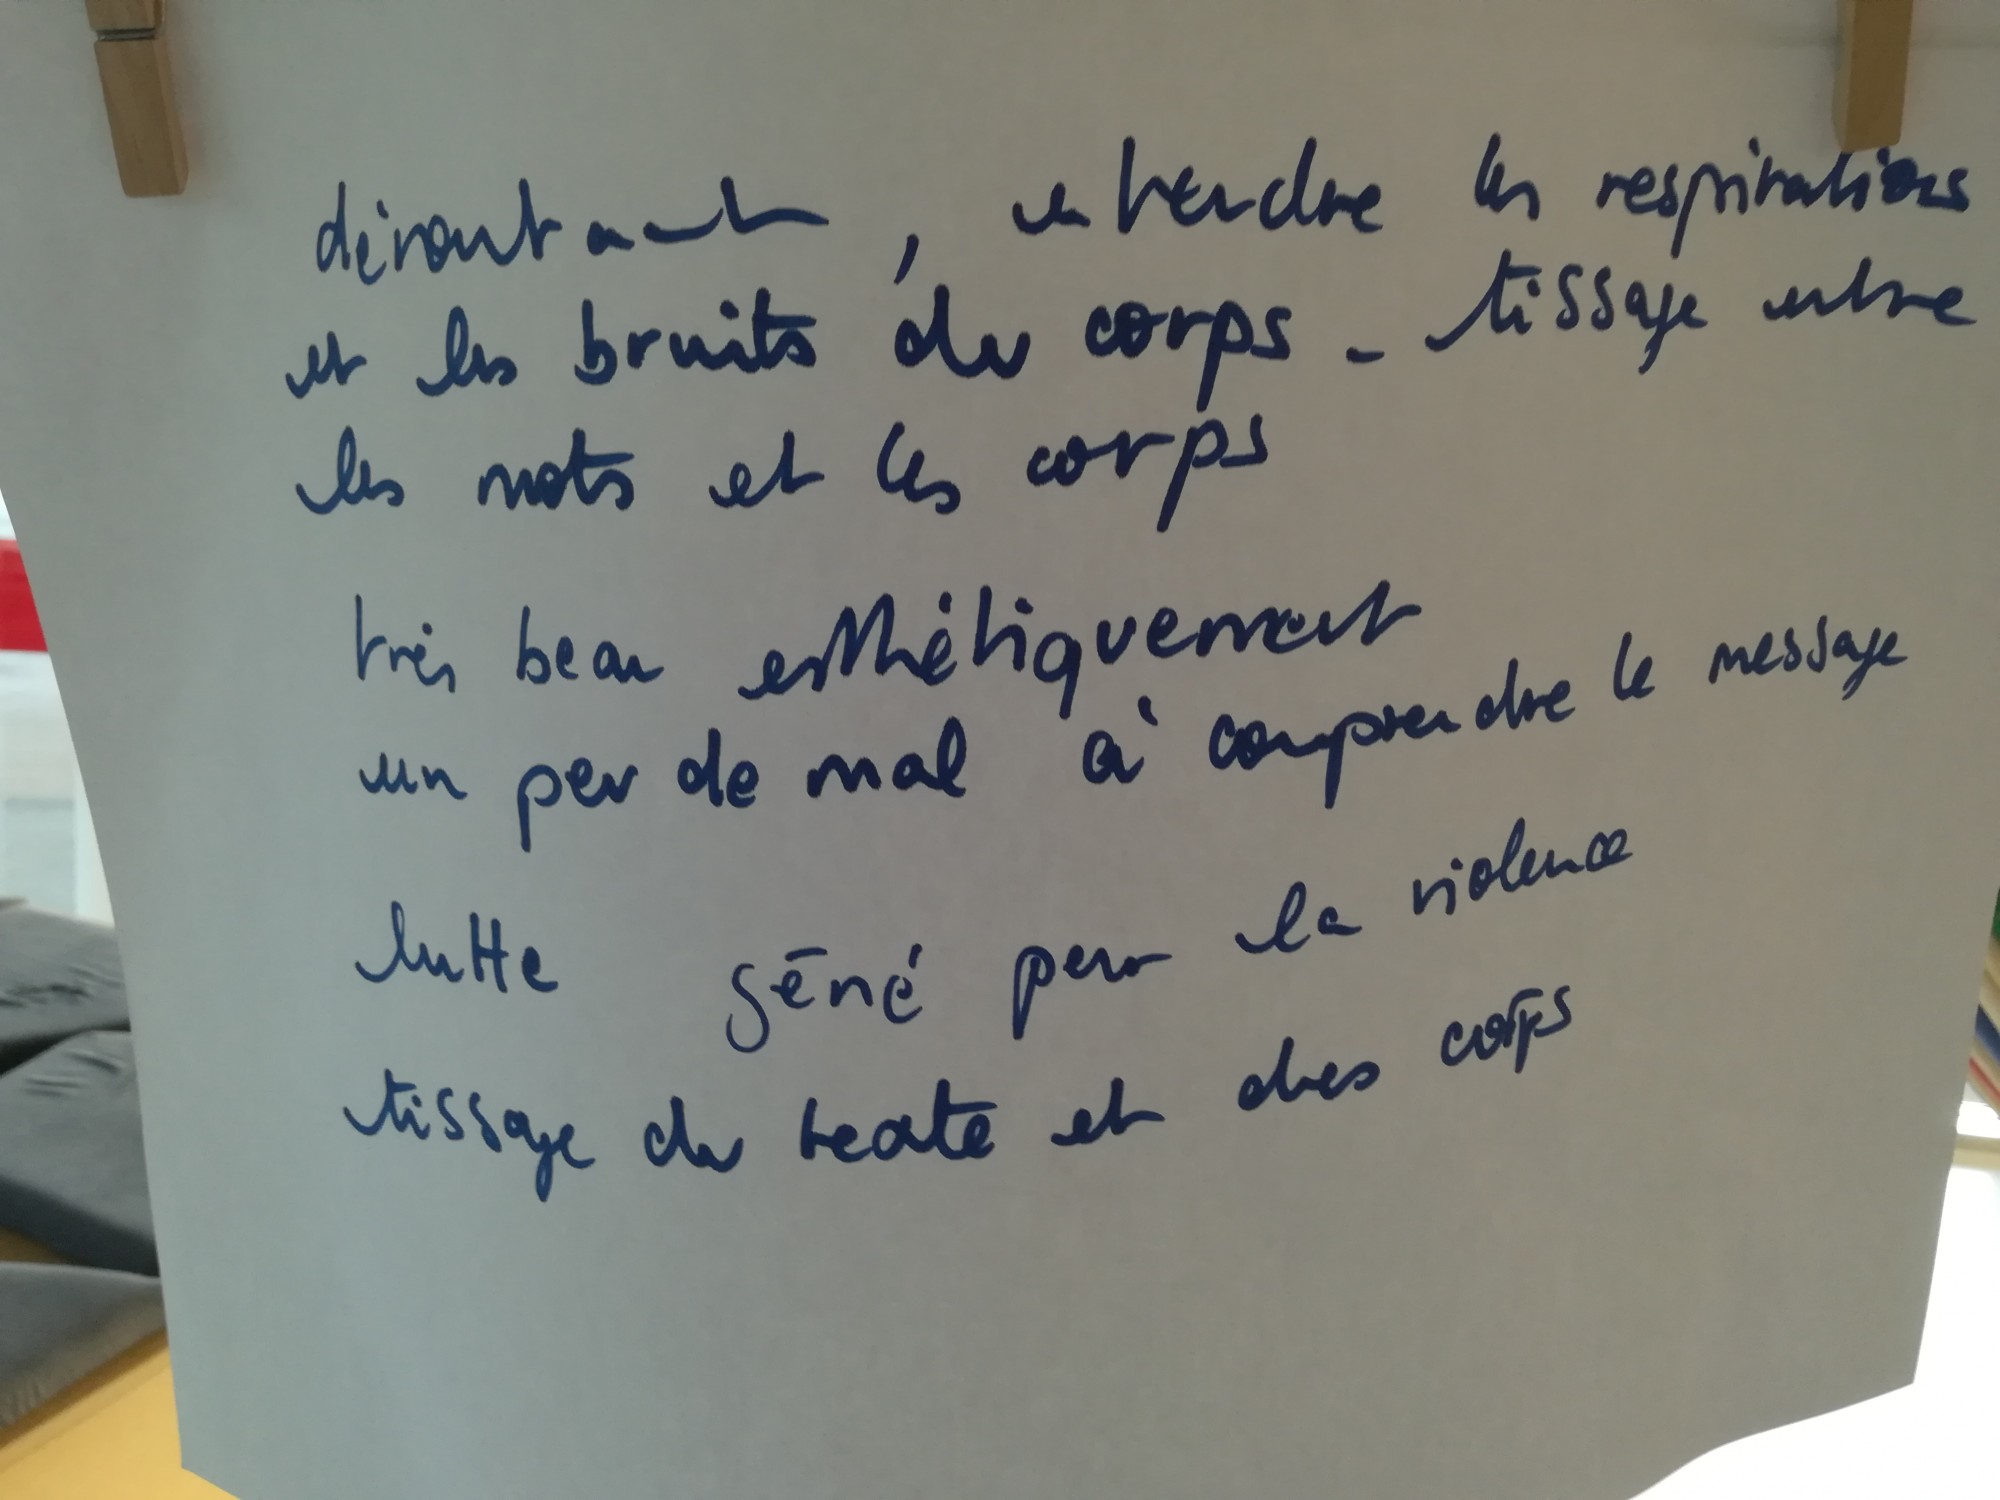 déroutant, entendre les respirations
et les bruits du corps - tissage entre
les mots et les corps
très beau esthétiquement
un peu de mal à comprendre le message
lutte gêné par la violence
tissage du texte et des corps